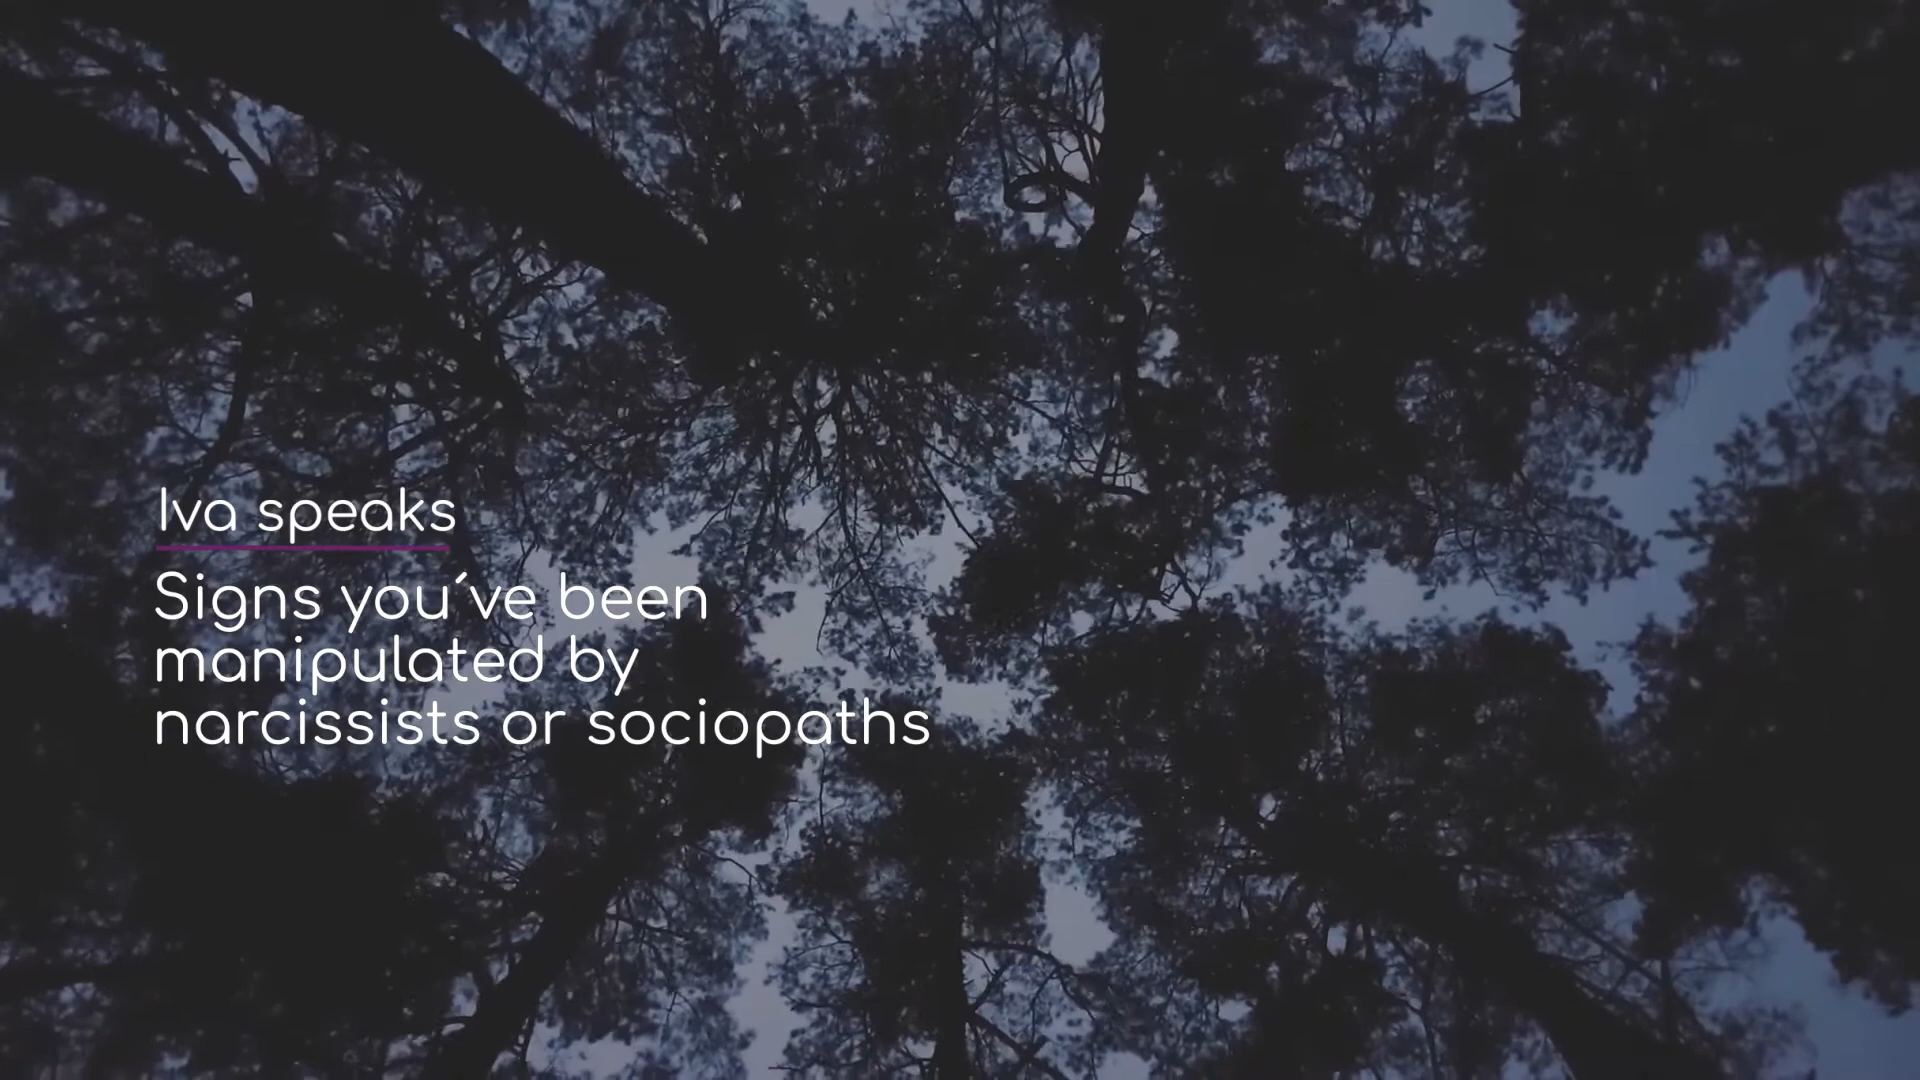 Iva speaks
Signs you´ve been
manipulated by
narcissists or sociopaths